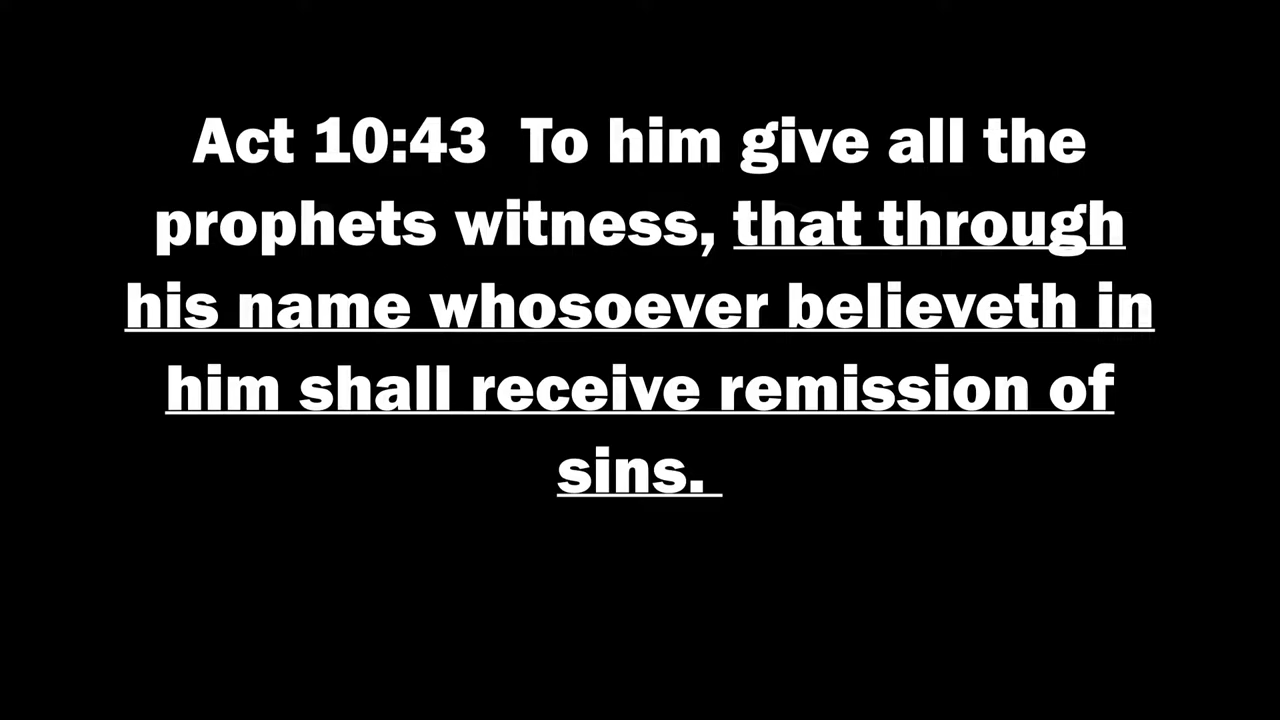 Act 10:43  To him give all the
prophets witness, that through
his name whosoever believeth in
him shall receive remission of
sins.